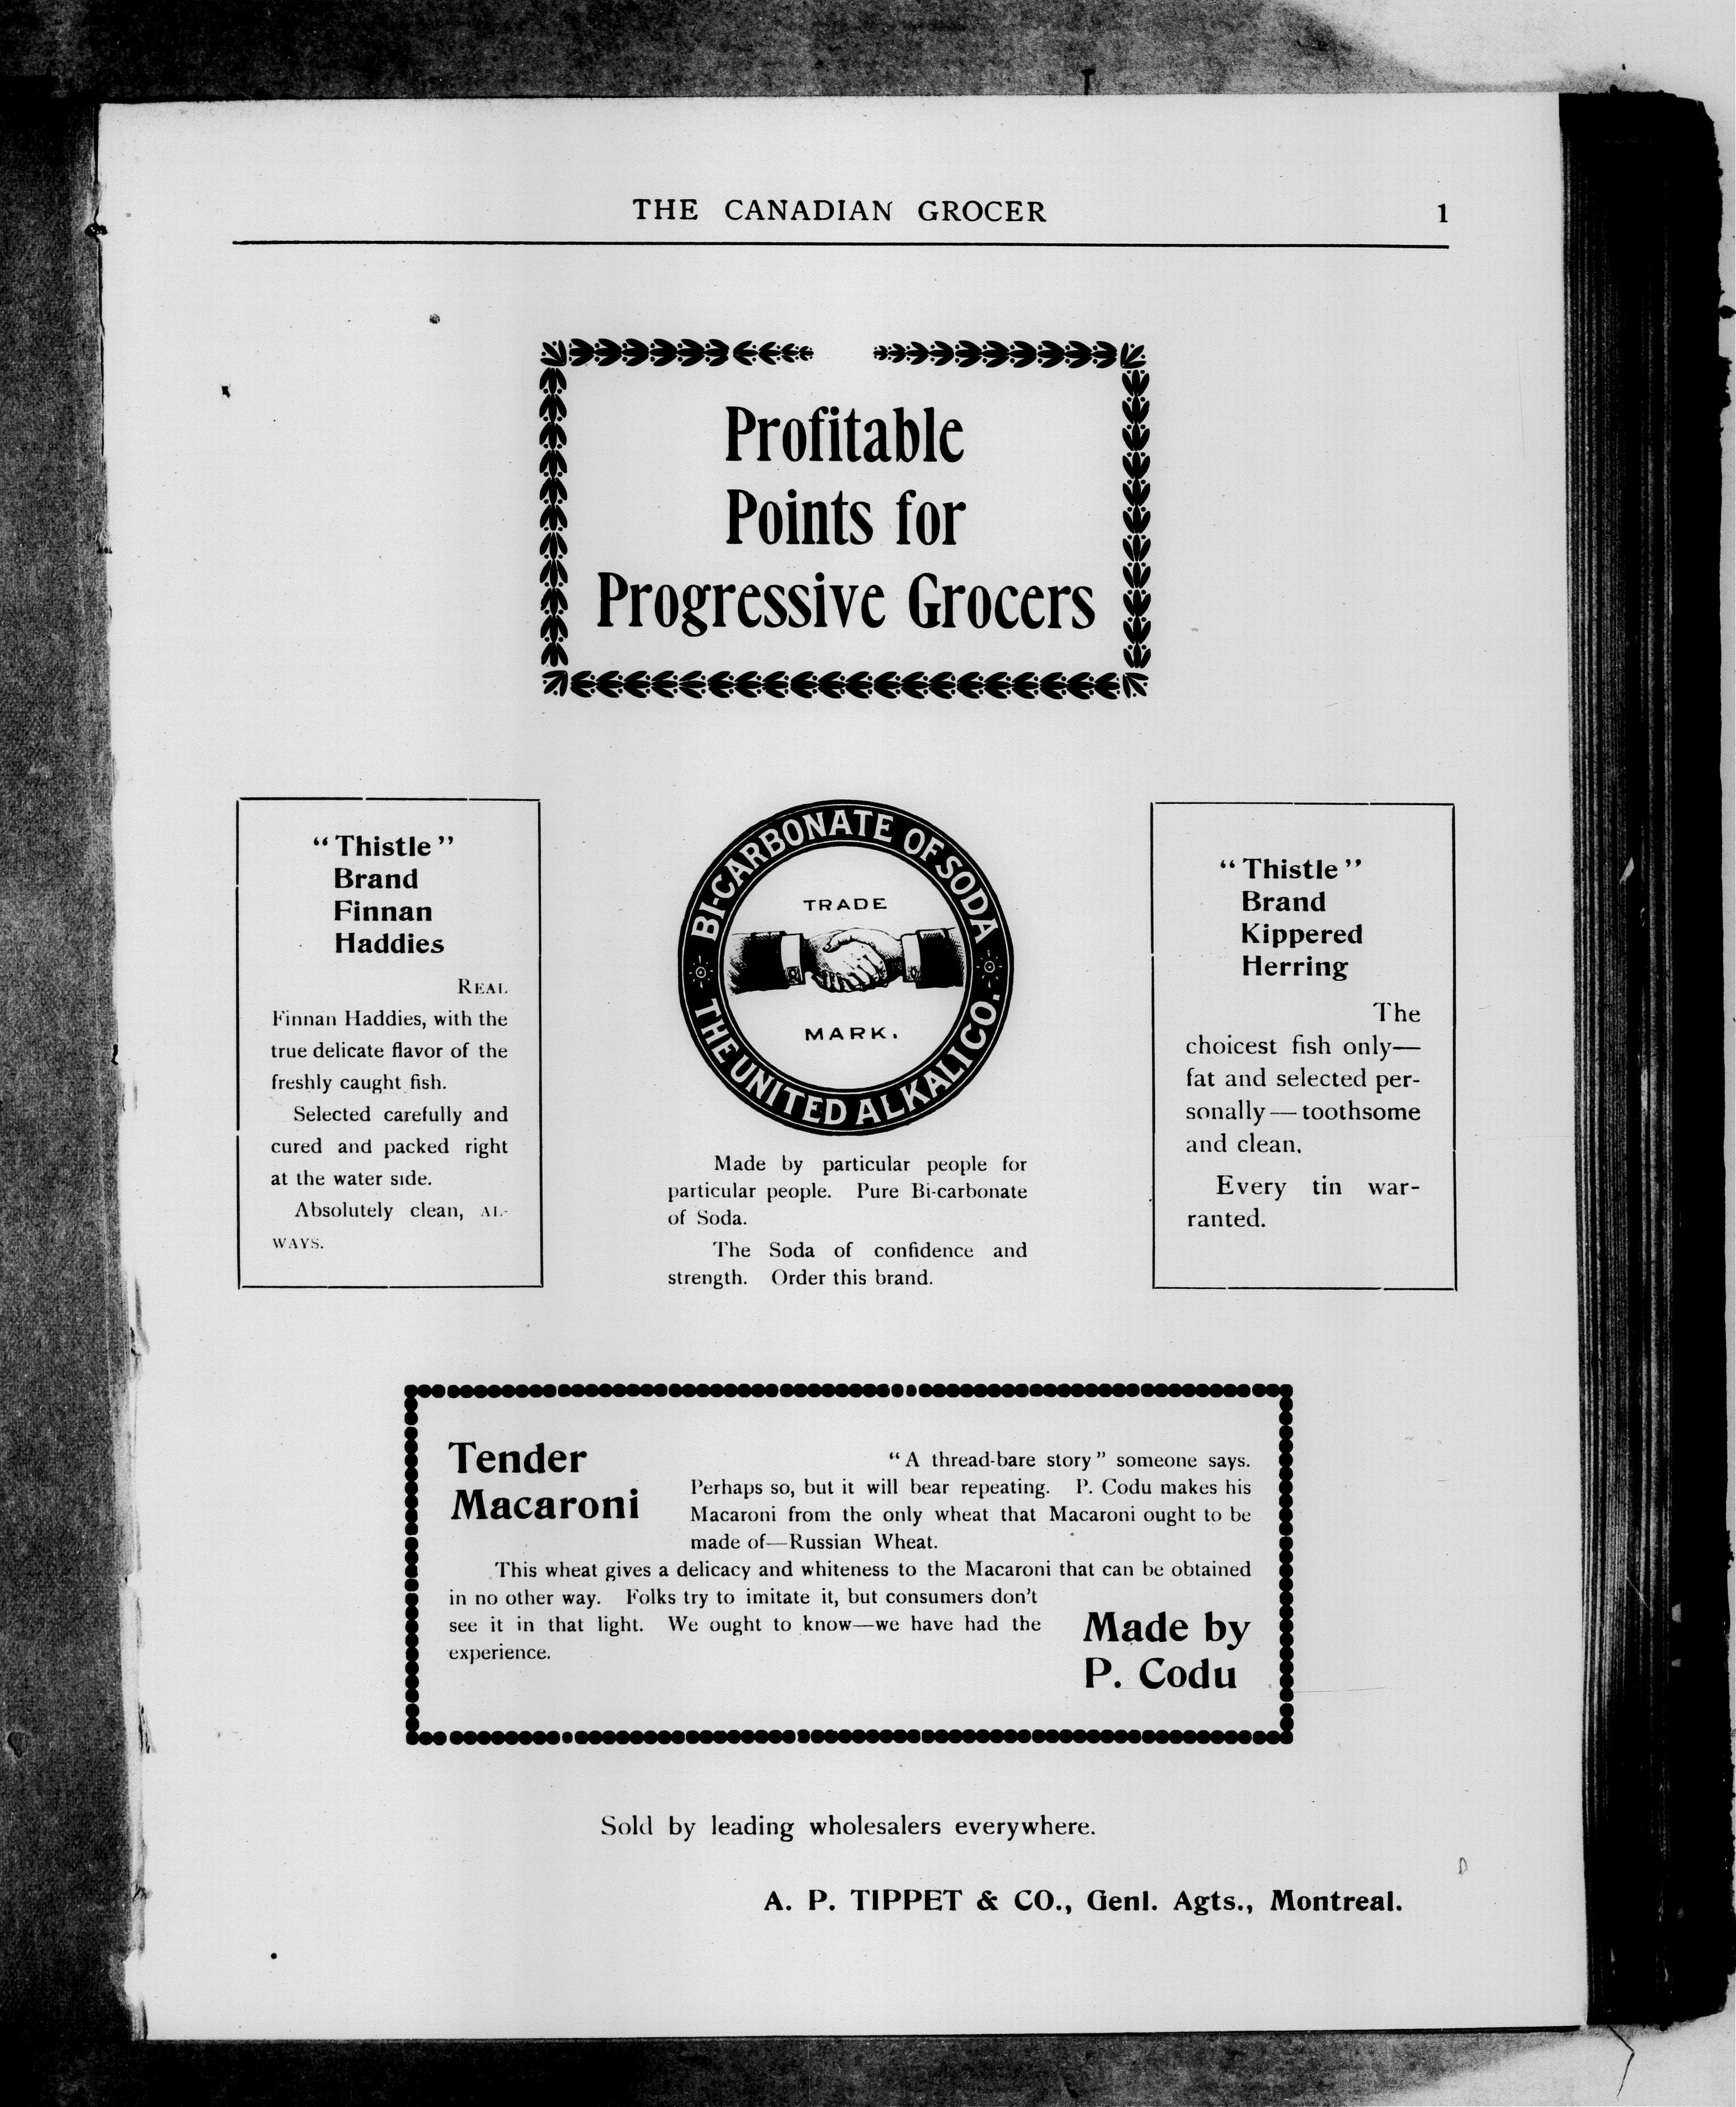 THE CANADIAN GROCER 1
Profitable
Points for
Progressive Grocers
“Thistle”
Brand
Finnan
Haddies
REAL
Finnan Haddies, with the
true delicate flavor of the
freshly caught fish.
Selected carefully and
cured and packed right
at the water side.
Absolutely clean, AL-
WAYS.
BI-CARBONATE OF SODA
TRADE
MARK.
THE UNITED ALKALI CO.
Made by particular people for
particular people. Pure Bi-carbonate
of Soda.
The Soda of confidence and
strength. Order this brand.
“Thistle”
Brand
Kippered
Herring
The
choicest fish only—
fat and selected per-
sonally—toothsome
and clean.
Every tin war-
ranted.
Tender
Macaroni
“A thread-bare story” someone says.
Perhaps so, but it will bear repeating. P. Codu makes his
Macaroni from the only wheat that Macaroni ought to be
made of—Russian Wheat.
This wheat gives a delicacy and whiteness to the Macaroni that can be obtained
in no other way. Folks try to imitate it, but consumers don’t
see it in that light. We ought to know—we have had the
experience.
Made by
P. Codu
Sold by leading wholesalers everywhere.
A. P. TIPPET & CO., Genl. Agts., Montreal.